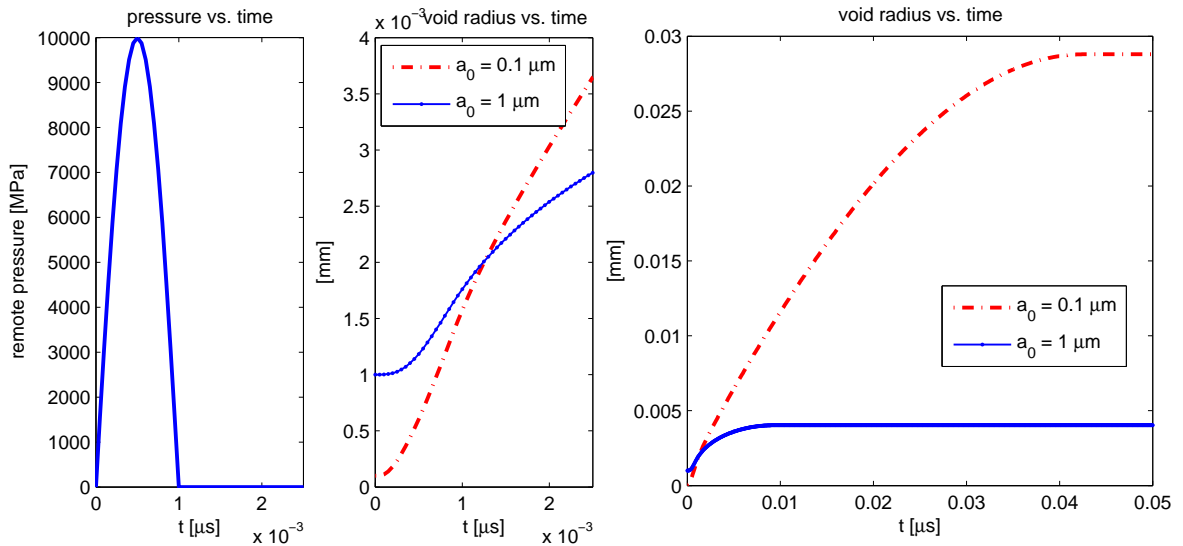 pressure vs. time
10000
9000
8000
7000
6000
5000
4000
3000
2000
1000
0
remote pressure [MPa]
0 1 2
t [µs]
x 10⁻³
x 10⁻³
void radius vs. time
4
3.5
3
2.5
2
1.5
1
0.5
0
[mm]
a₀ = 0.1 µm
a₀ = 1 µm
0 1 2
t [µs]
x 10⁻³
void radius vs. time
0.03
0.025
0.02
0.015
0.01
0.005
0
[mm]
a₀ = 0.1 µm
a₀ = 1 µm
0 0.01 0.02 0.03 0.04 0.05
t [µs]